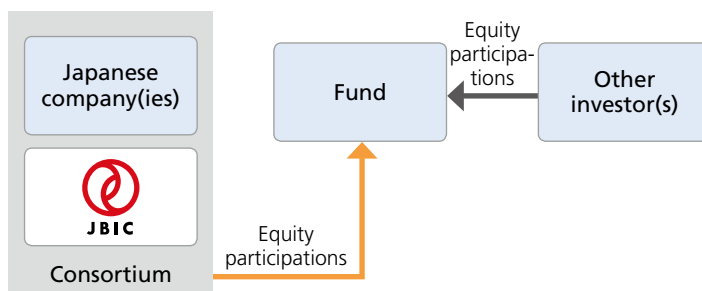 Japanese
company(ies)
JBIC
Consortium
Equity
participations
Fund
Equity
participa-
tions
Other
investor(s)